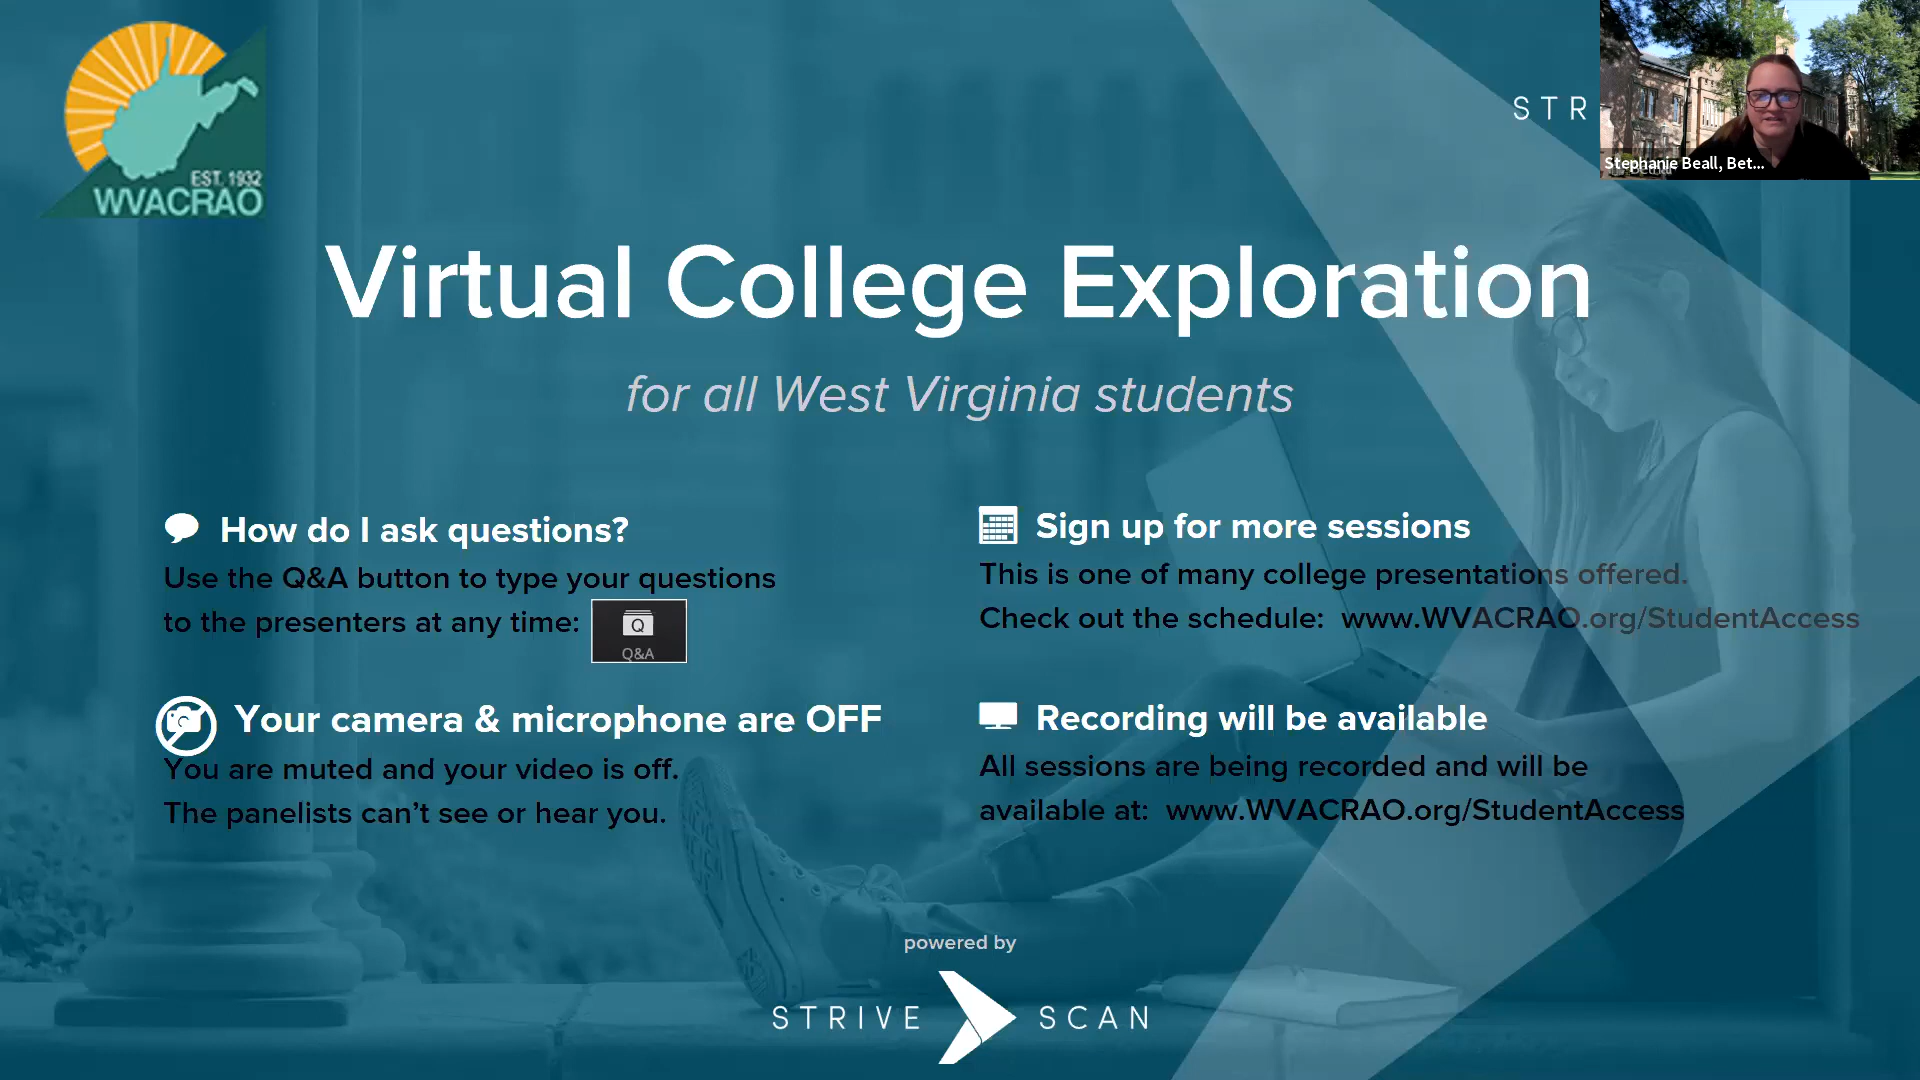 EST. 1932
WVACRAO
STR
Stephanie Beall, Bet...
Virtual College Exploration
for all West Virginia students
How do I ask questions?
Use the Q&A button to type your questions
to the presenters at any time:
Q
Q&A
Sign up for more sessions
This is one of many college presentations offered.
Check out the schedule: www.WVACRAO.org/StudentAccess
Your camera & microphone are OFF
You are muted and your video is off.
The panelists can’t see or hear you.
Recording will be available
All sessions are being recorded and will be
available at: www.WVACRAO.org/StudentAccess
powered by
STRIVE SCAN